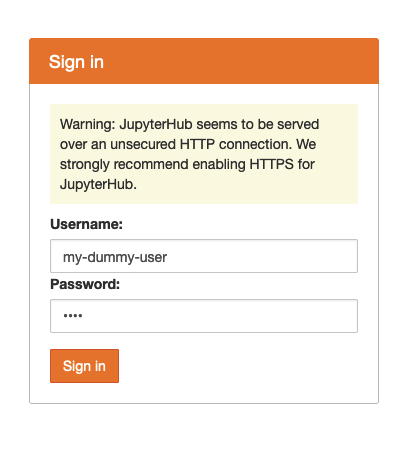 Sign in
Warning: JupyterHub seems to be served
over an unsecured HTTP connection. We
strongly recommend enabling HTTPS for
JupyterHub.
Username:
my-dummy-user
Password:
••••
Sign in